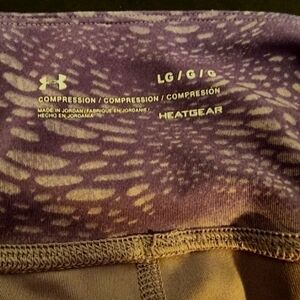 LG / G / G
COMPRESSION / COMPRESSION / COMPRESIÓN
MADE IN JORDAN / FABRIQUÉ EN JORDANIE /
HECHO EN JORDANIA
HEATGEAR